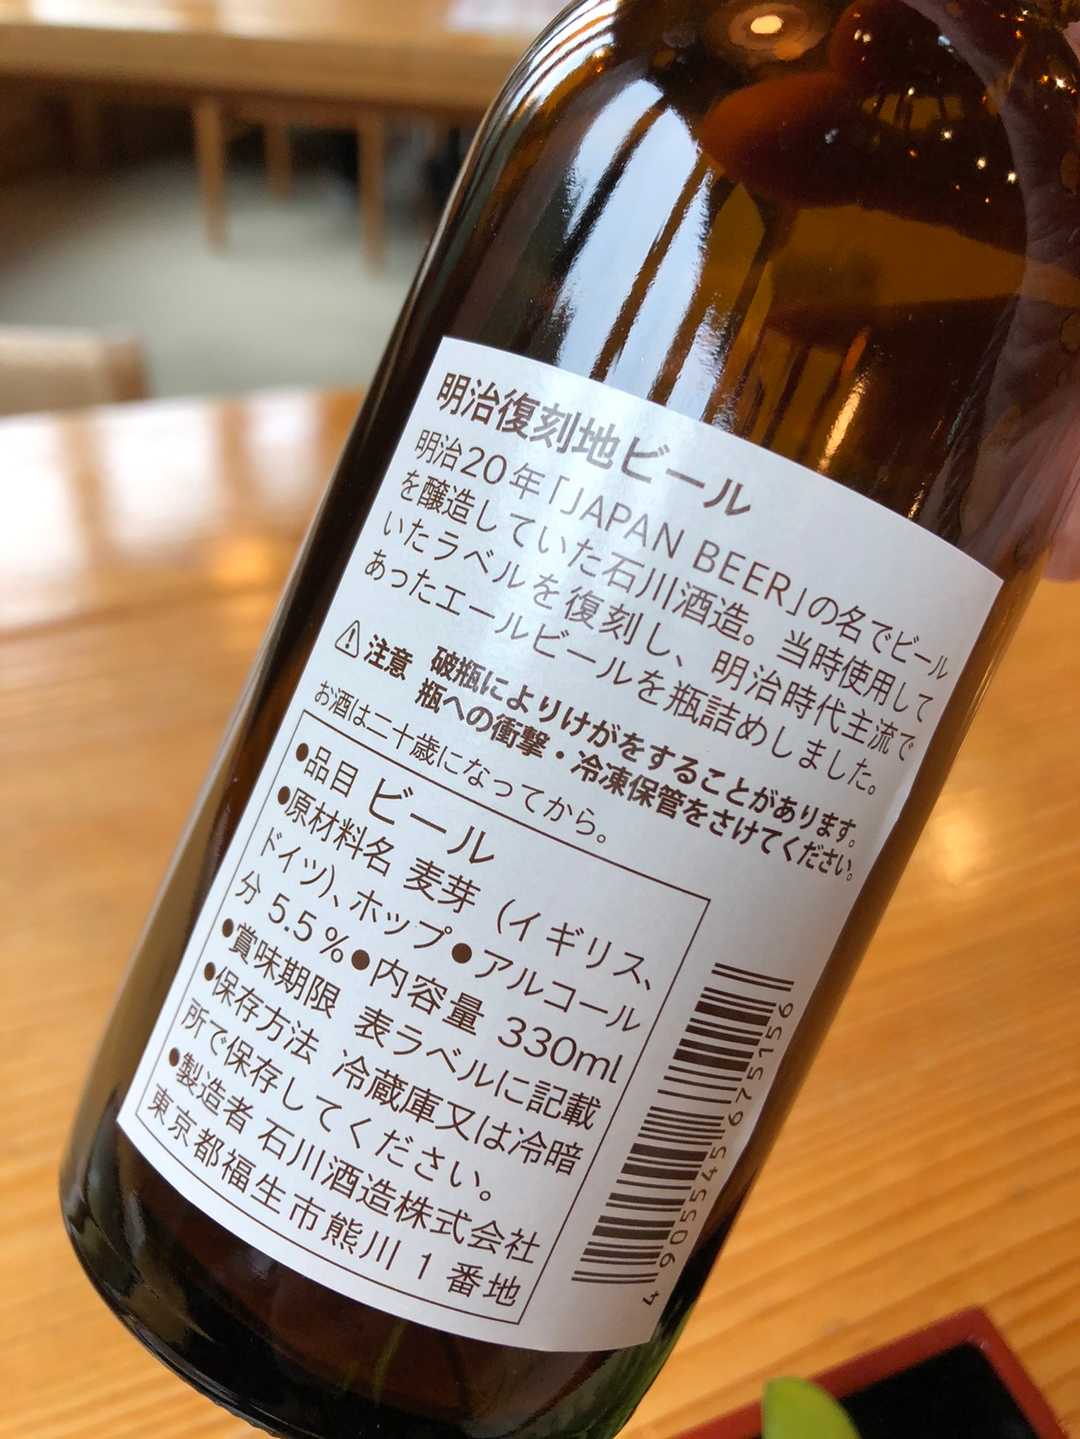 明治復刻地ビール
明治20年「JAPAN BEER」の名でビール
を醸造していた石川酒造。当時使用して
いたラベルを復刻し、明治時代主流で
あったエールビールを瓶詰めしました。
⚠注意 破瓶によりけがをすることがあります。
瓶への衝撃・冷凍保管をさけてください。
お酒は二十歳になってから。
●品目 ビール
●原材料名 麦芽（イギリス、
ドイツ）、ホップ●アルコール
分 5.5％●内容量 330ml
●賞味期限 表ラベルに記載
●保存方法 冷蔵庫又は冷暗
所で保存してください。
●製造者 石川酒造株式会社
東京都福生市熊川1番地
4905545675156